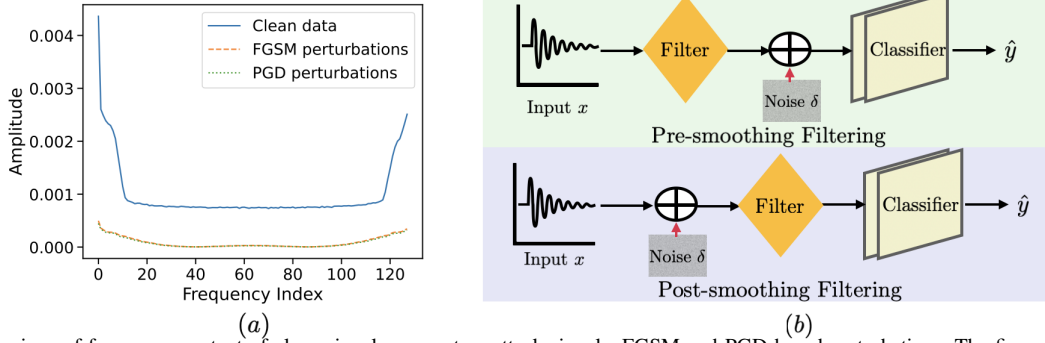 Clean data
FGSM perturbations
PGD perturbations
0.004
0.003
0.002
0.001
0.000
Amplitude
0 20 40 60 80 100 120
Frequency Index
(a)
Input x
Filter
Noise δ
Classifier
ŷ
Pre-smoothing Filtering
Input x
Noise δ
Filter
Classifier
ŷ
Post-smoothing Filtering
(b)